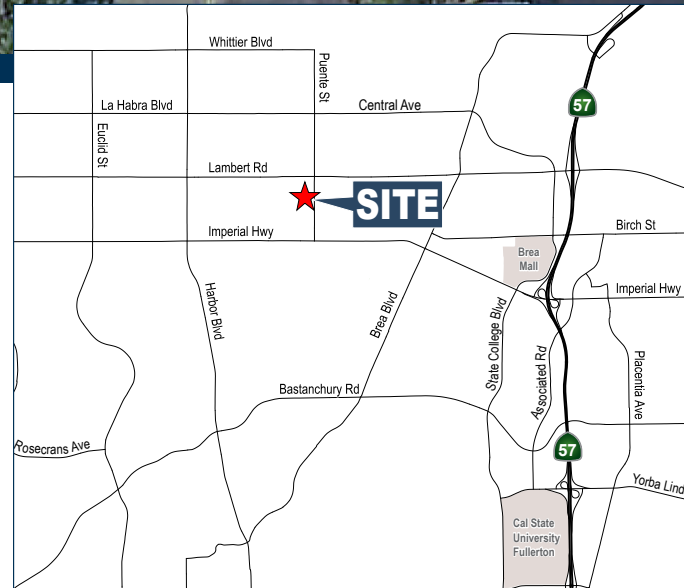 Whittier Blvd
Puente St
57
La Habra Blvd
Central Ave
Euclid St
Lambert Rd
SITE
Birch St
Imperial Hwy
Brea
Mall
Imperial Hwy
Harbor Blvd
Brea Blvd
State College Blvd
Associated Rd
Placentia Ave
Bastanchury Rd
Rosecrans Ave
57
Yorba Lind
Cal State
University
Fullerton